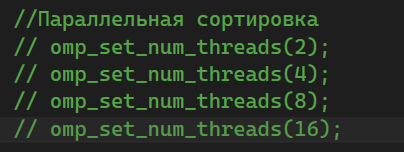 //Параллельная сортировка
// omp_set_num_threads(2);
// omp_set_num_threads(4);
// omp_set_num_threads(8);
// omp_set_num_threads(16);